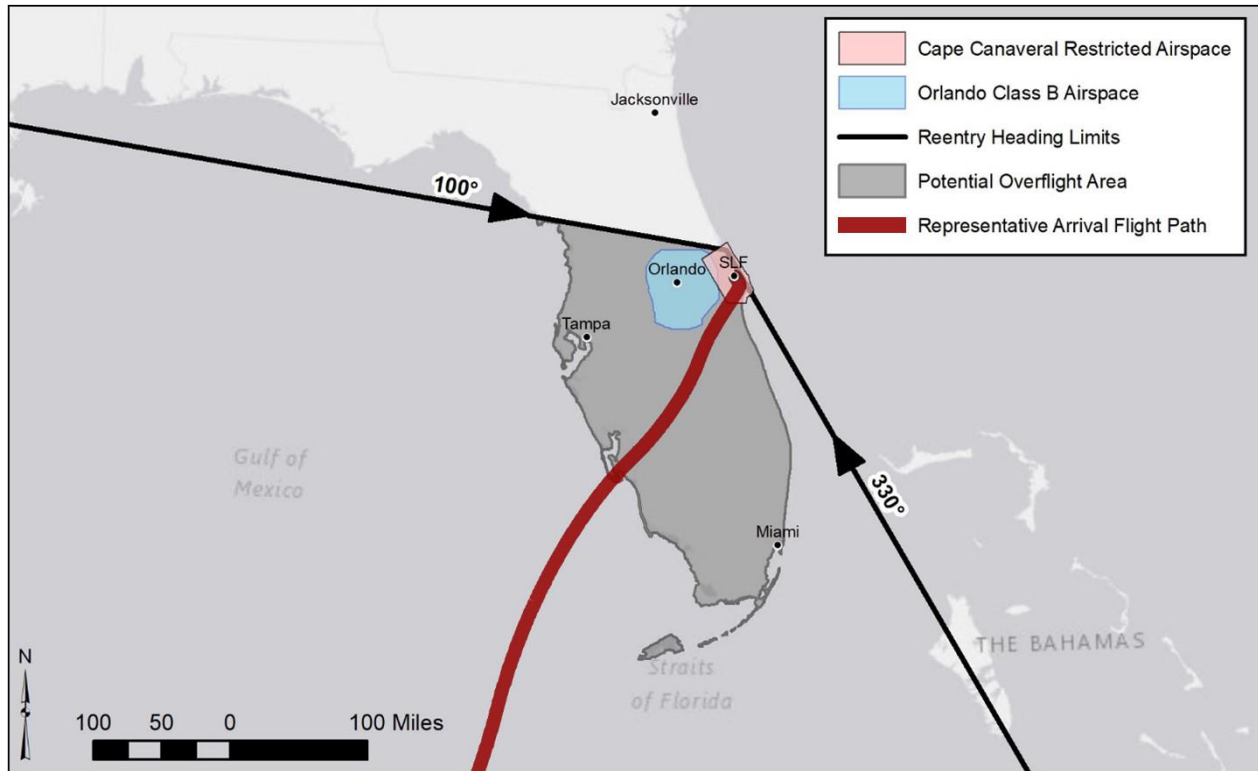 Cape Canaveral Restricted Airspace
Orlando Class B Airspace
Reentry Heading Limits
Potential Overflight Area
Representative Arrival Flight Path
Jacksonville
100°
SLF
Orlando
Tampa
Gulf of
Mexico
330°
Miami
THE BAHAMAS
Straits
of Florida
N
100 50 0 100 Miles